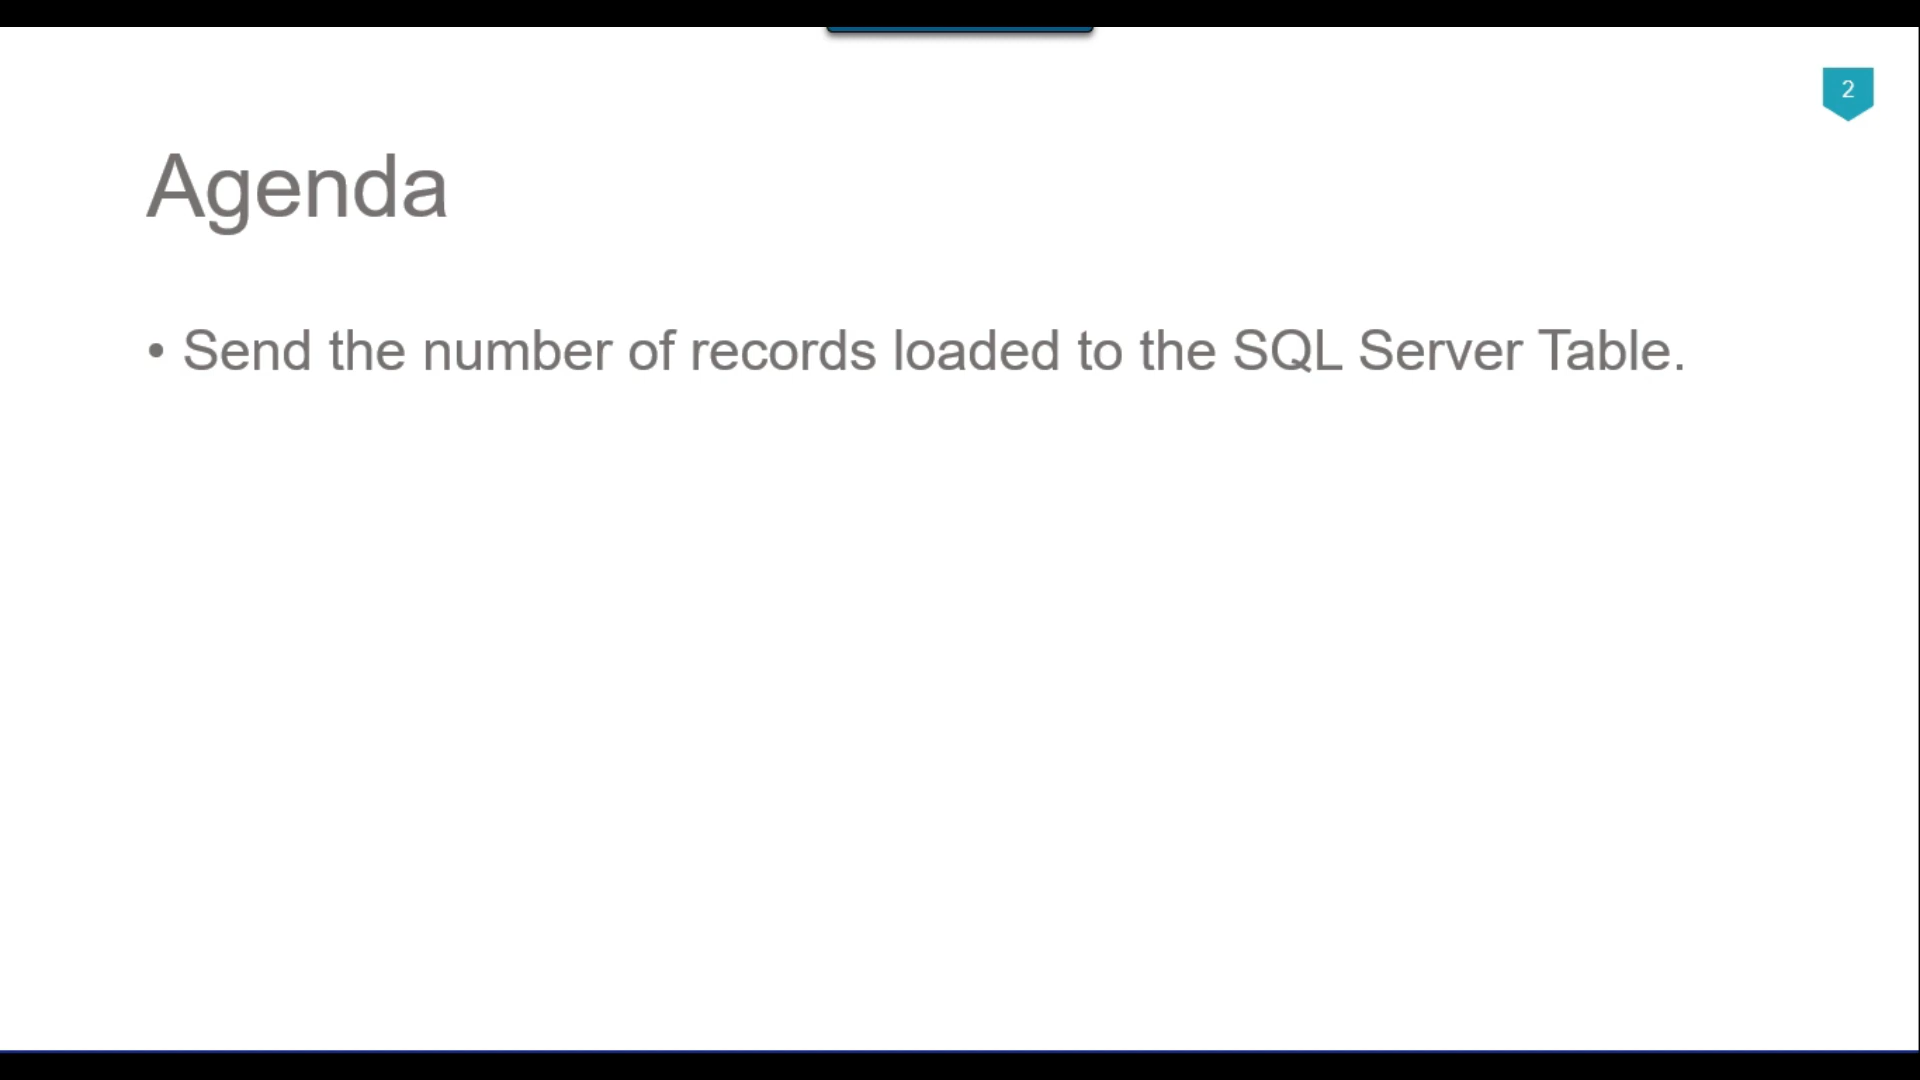 2
Agenda
• Send the number of records loaded to the SQL Server Table.